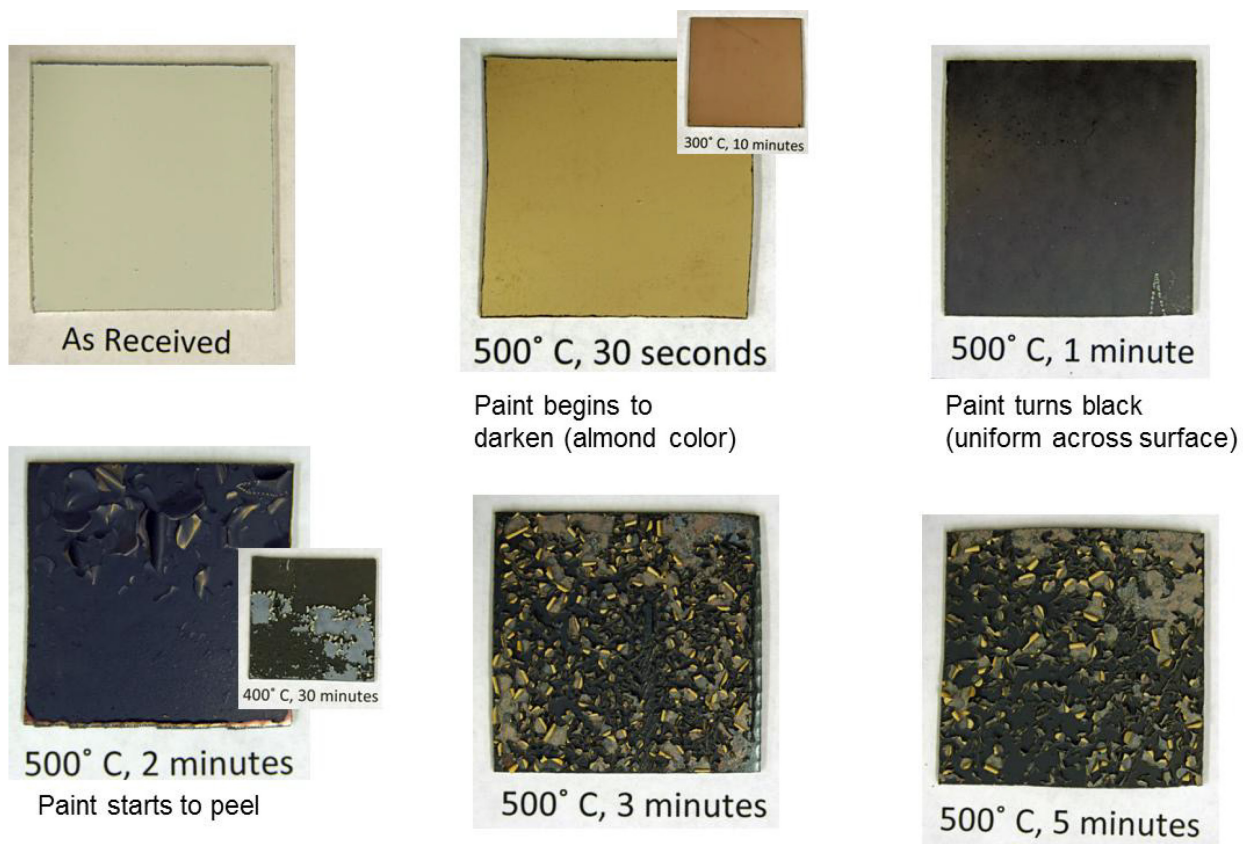 As Received
300˚ C, 10 minutes
500˚ C, 30 seconds
Paint begins to
darken (almond color)
500˚ C, 1 minute
Paint turns black
(uniform across surface)
400˚ C, 30 minutes
500˚ C, 2 minutes
Paint starts to peel
500˚ C, 3 minutes
500˚ C, 5 minutes